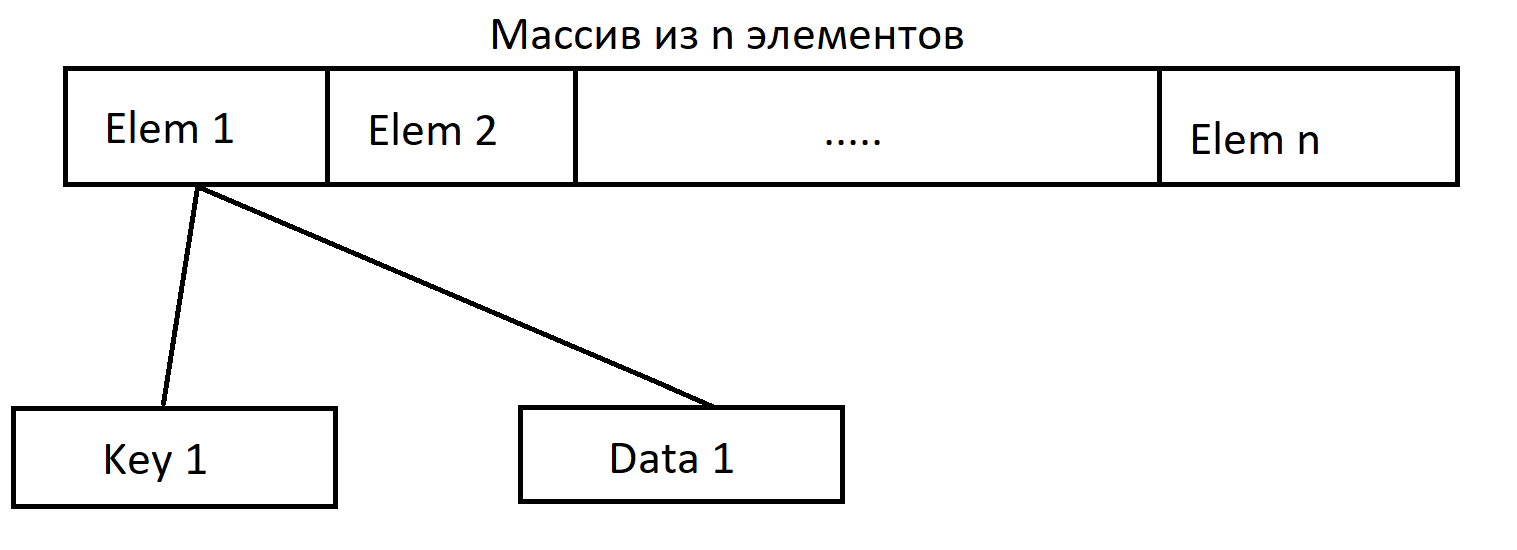 Массив из n элементов
Elem 1
Elem 2
.....
Elem n
Key 1
Data 1